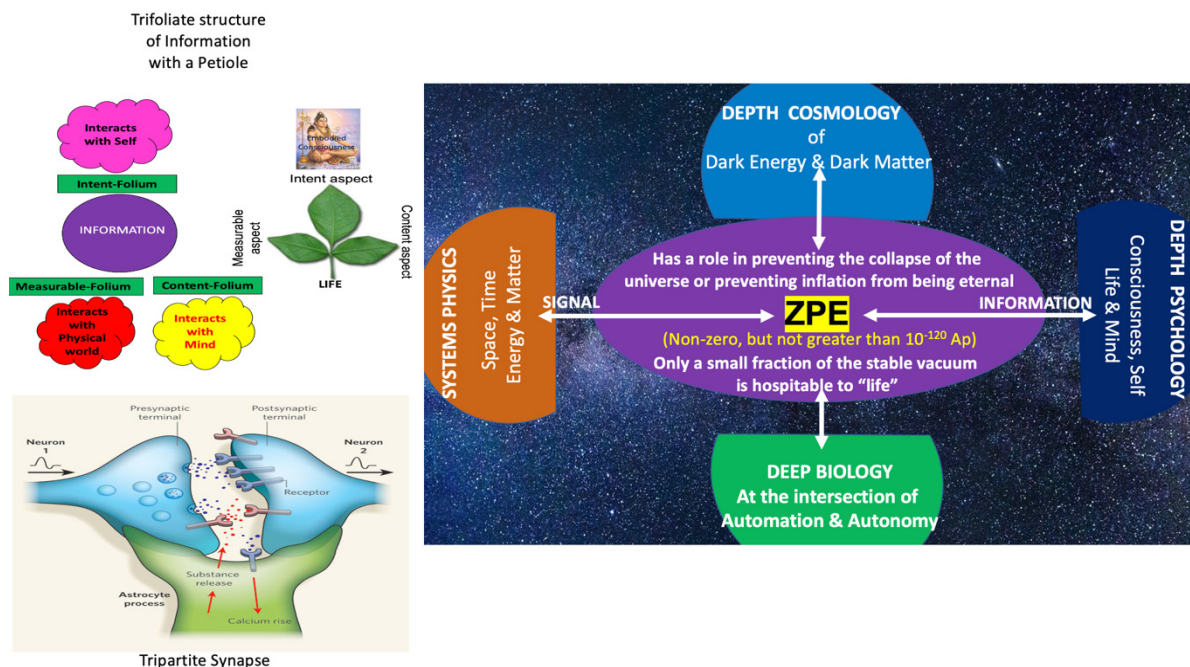 Trifoliate structure
of Information
with a Petiole
Interacts
with Self
Intent-Folium
INFORMATION
Measurable-Folium
Content-Folium
Interacts
with
Physical
world
Interacts
with
Mind
Embodied
Consciousness
Intent aspect
Measurable
aspect
Content aspect
LIFE
Presynaptic
terminal
Postsynaptic
terminal
Neuron
1
Neuron
2
Receptor
Substance
release
Astrocyte
process
Calcium rise
Tripartite Synapse
DEPTH COSMOLOGY
of
Dark Energy & Dark Matter
SYSTEMS PHYSICS
Space, Time
Energy & Matter
Has a role in preventing the collapse of the
universe or preventing inflation from being eternal
SIGNAL
ZPE
INFORMATION
(Non-zero, but not greater than 10-120 Ap)
Only a small fraction of the stable vacuum
is hospitable to “life”
DEPTH PSYCHOLOGY
Consciousness, Self
Life & Mind
DEEP BIOLOGY
At the intersection of
Automation & Autonomy